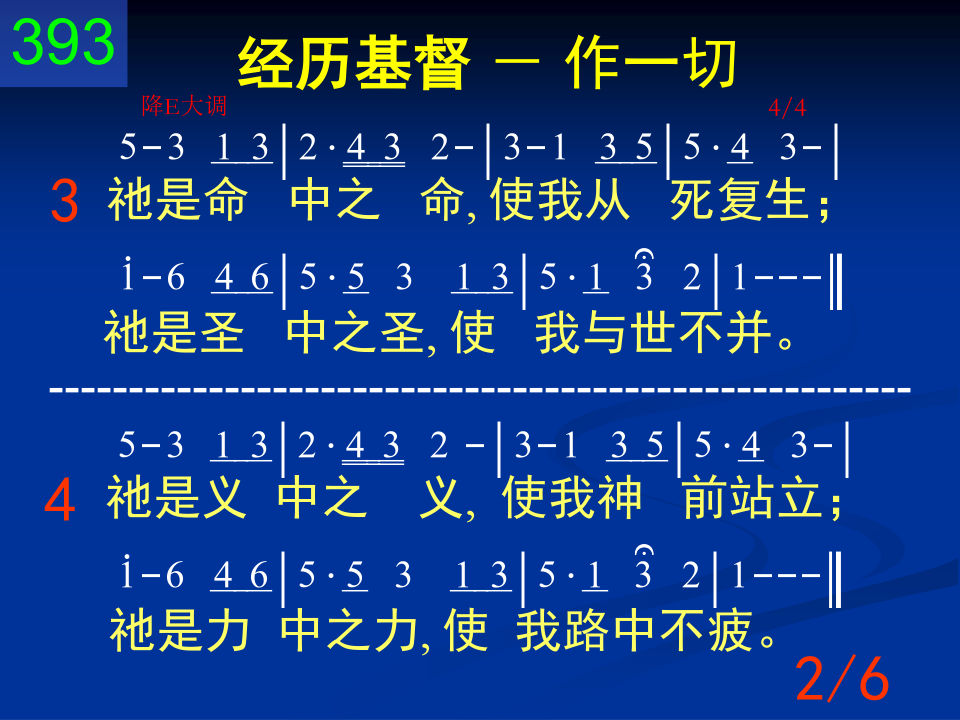 393
经历基督 － 作一切
降E大调 4/4
5-3 1 3|2·4 3 2-|3-1 3 5|5·4 3-|
3 祂是命 中之 命,使我从 死复生；
i-6 4 6|5·5 3 1 3|5·1 3 2|1---‖
祂是圣 中之圣,使 我与世不并。
-------------------------------------------------------
5-3 1 3|2·4 3 2 -|3-1 3 5|5·4 3-|
4 祂是义 中之 义, 使我神 前站立；
i-6 4 6|5·5 3 1 3|5·1 3 2|1---‖
祂是力 中之力,使 我路中不疲。
2/6